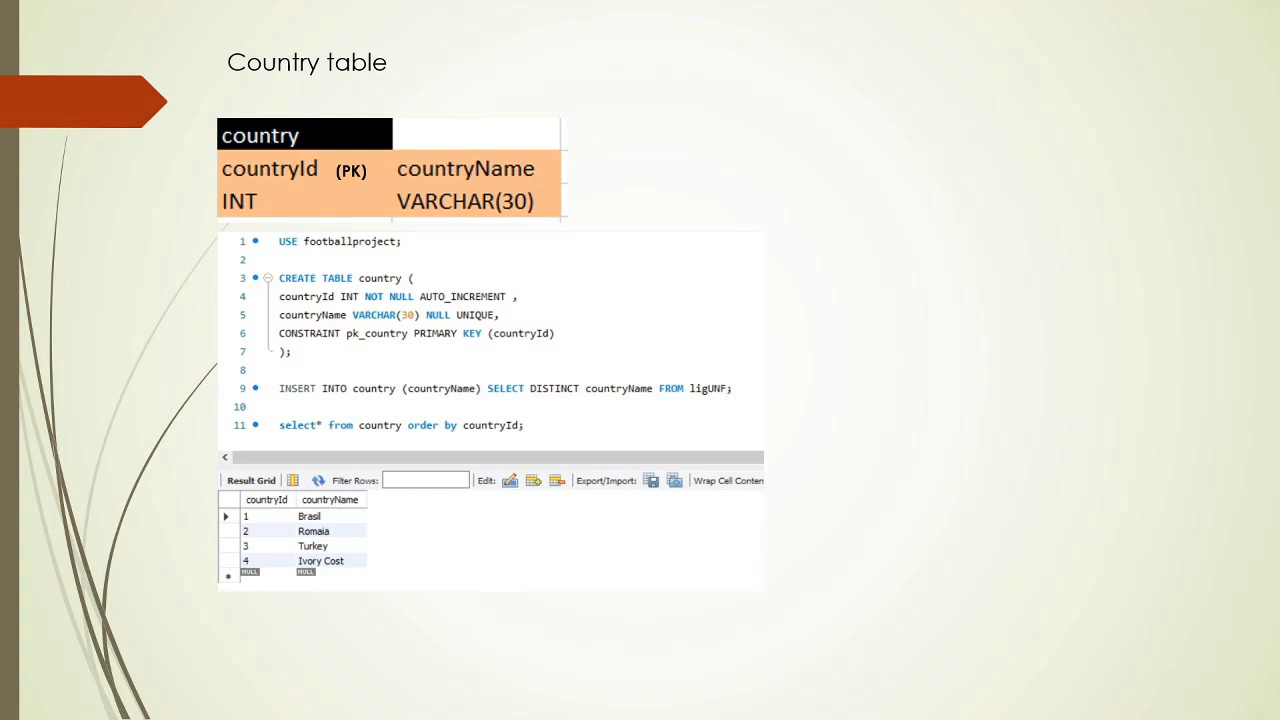 Country table
country
countryId (PK) countryName
INT VARCHAR(30)
1 USE footballproject;
2
3 CREATE TABLE country (
4 countryId INT NOT NULL AUTO_INCREMENT ,
5 countryName VARCHAR(30) NULL UNIQUE,
6 CONSTRAINT pk_country PRIMARY KEY (countryId)
7 );
8
9 INSERT INTO country (countryName) SELECT DISTINCT countryName FROM ligUNF;
10
11 select* from country order by countryId;
Result Grid Filter Rows: Edit: Export/Import: Wrap Cell Conten
countryId countryName
1 Brasil
2 Romaia
3 Turkey
4 Ivory Cost
NULL NULL